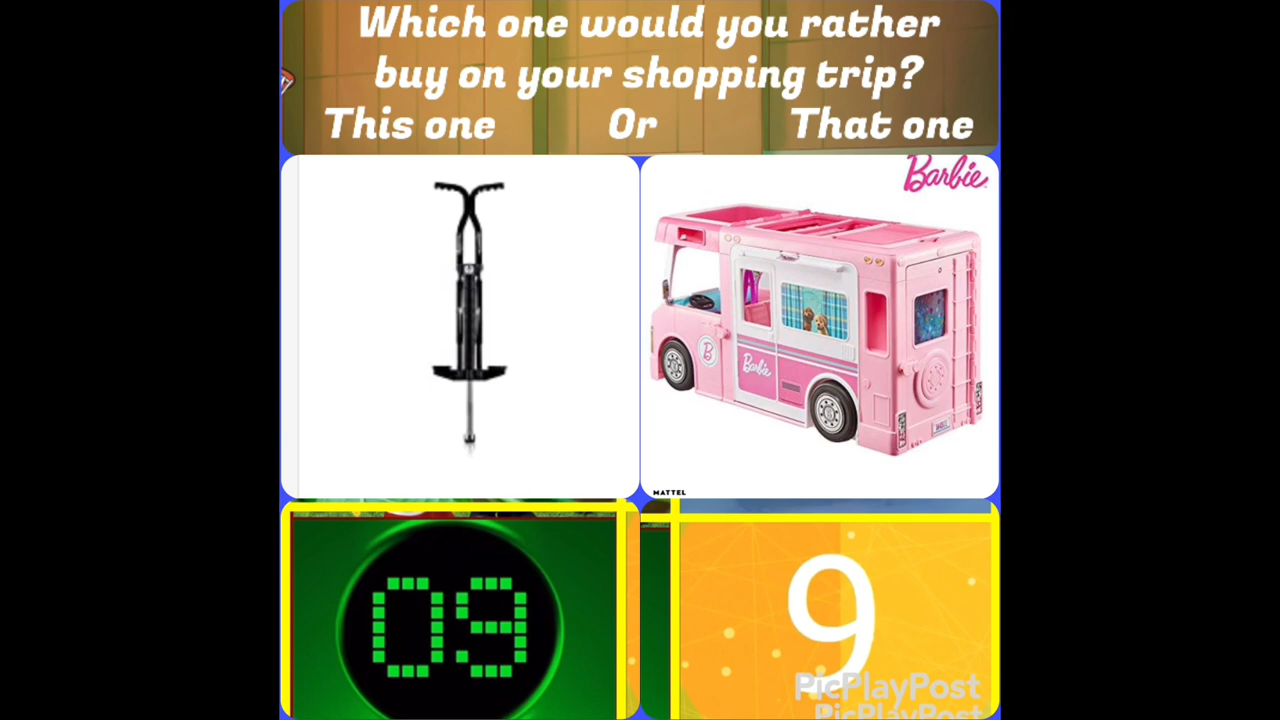 Which one would you rather
buy on your shopping trip?
This one Or That one
Barbie
B
Barbie
MATTEL
09
9
PicPlayPost
PicPlayPost